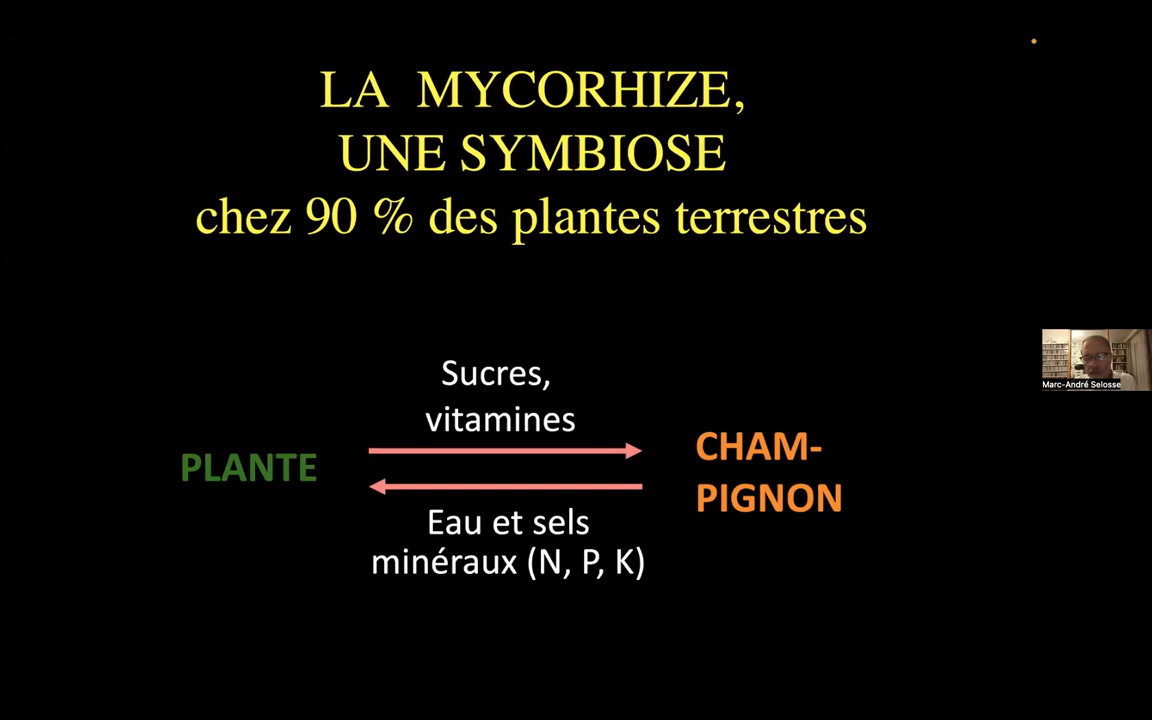 LA MYCORHIZE,
UNE SYMBIOSE
chez 90 % des plantes terrestres
Sucres,
vitamines
PLANTE
CHAM-
PIGNON
Eau et sels
minéraux (N, P, K)
Marc-André Selosse